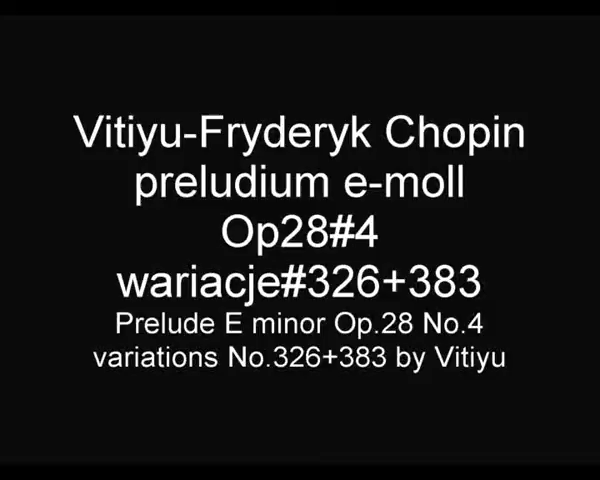 Vitiyu-Fryderyk Chopin
preludium e-moll
Op28#4
wariacje#326+383
Prelude E minor Op.28 No.4
variations No.326+383 by Vitiyu